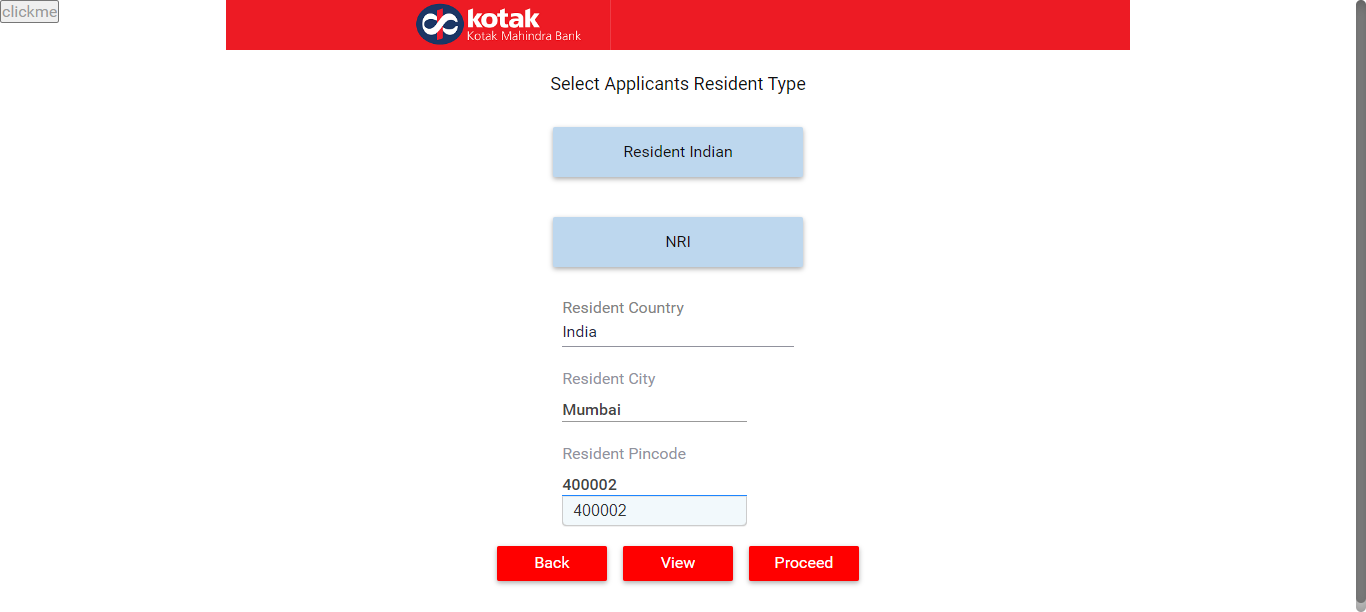 clickme
kotak
Kotak Mahindra Bank
Select Applicants Resident Type
Resident Indian
NRI
Resident Country
India
Resident City
Mumbai
Resident Pincode
400002
400002
Back View Proceed